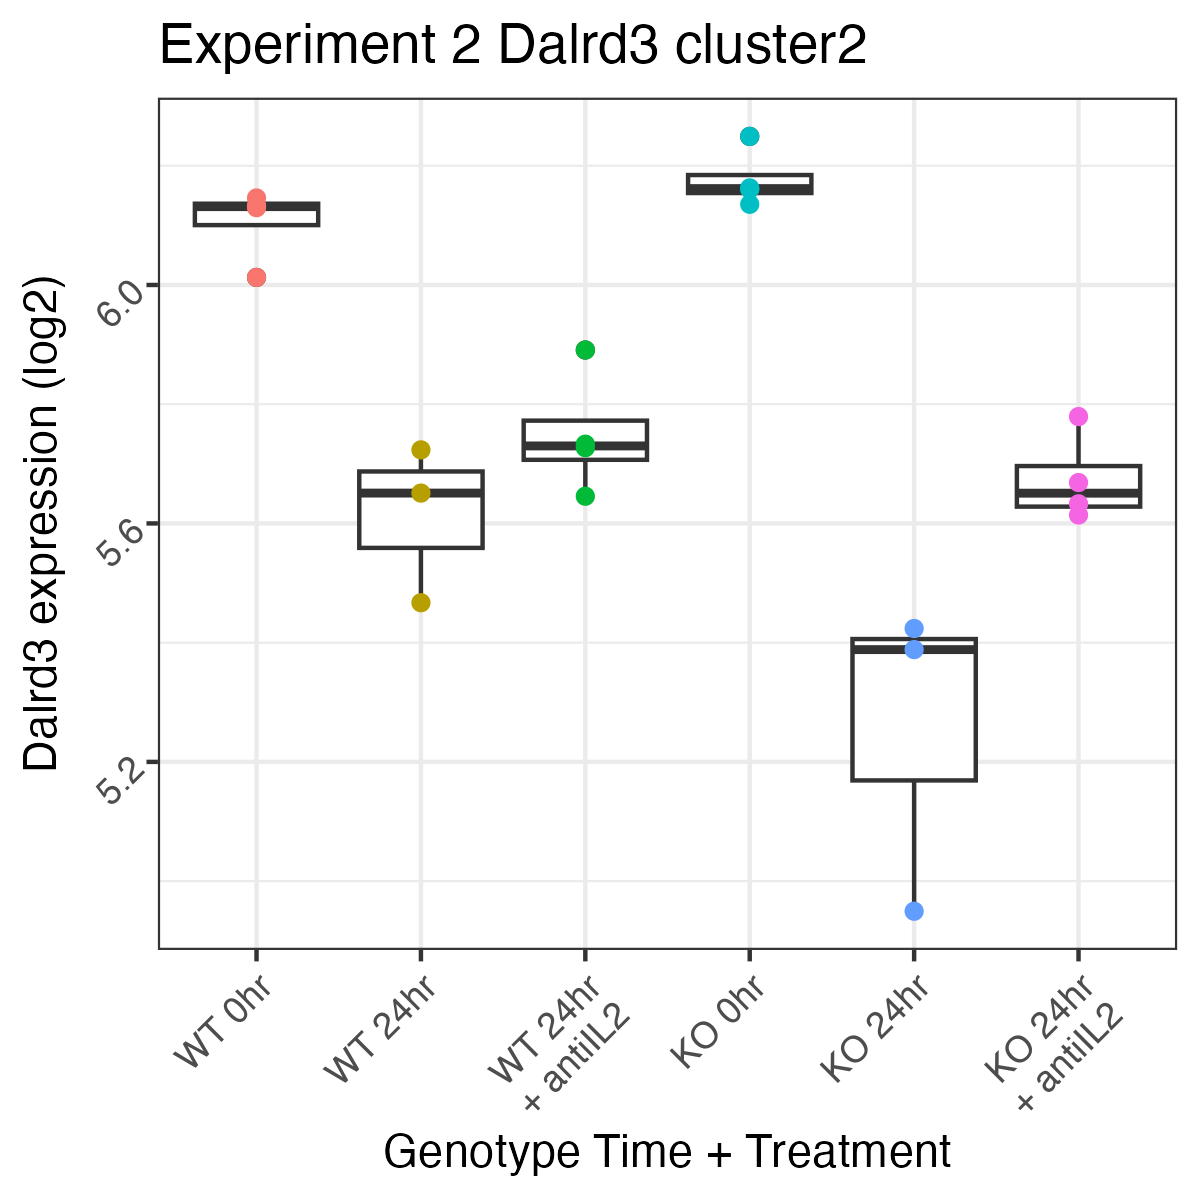 Experiment 2 Dalrd3 cluster2
Dalrd3 expression (log2)
6.0
5.6
5.2
WT 0hr
WT 24hr
WT 24hr
+ antiIL2
KO 0hr
KO 24hr
KO 24hr
+ antiIL2
Genotype Time + Treatment